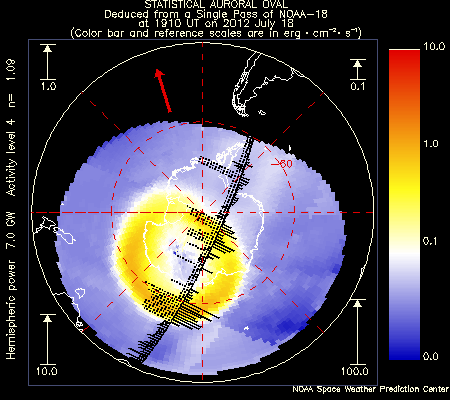 STATISTICAL AURORAL OVAL
Deduced from a Single Pass of NOAA-18
at 1910 UT on 2012 July 18
(Color bar and reference scales are in erg · cm⁻² · s⁻¹)
1.0
0.1
10.0
1.0
0.1
0.0
-60
10.0
100.0
Hemispheric power 7.0 GW Activity level 4 n= 1.09
NOAA Space Weather Prediction Center